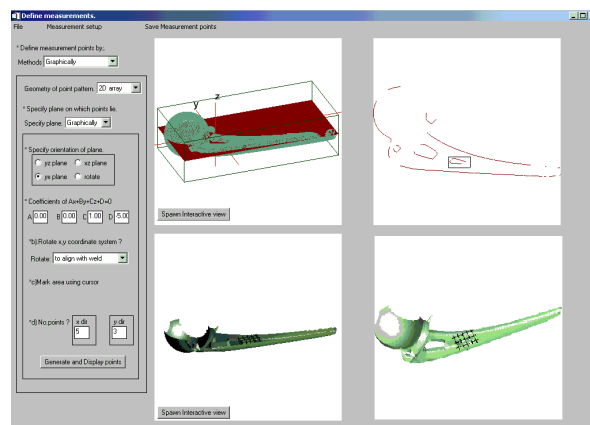 Define measurements.
File Measurement setup Save Measurement points
*Define measurement points by;.
Methods Graphically
Geometry of point pattern. 2D array
* Specify plane on which points lie.
Specify plane. Graphically
* Specify orientation of plane.
yz plane xz plane
yx plane rotate
* Coefficients of Ax+By+Cz+D=0
A 0.00 B 0.00 C 1.00 D -5.00
*b).Rotate x,y coordinate system ?
Rotate: to align with weld
*c)Mark area using cursor
*d) No.points ? x dir y dir
5 3
Generate and Display points
y z
Spawn Interactive view
Spawn Interactive view